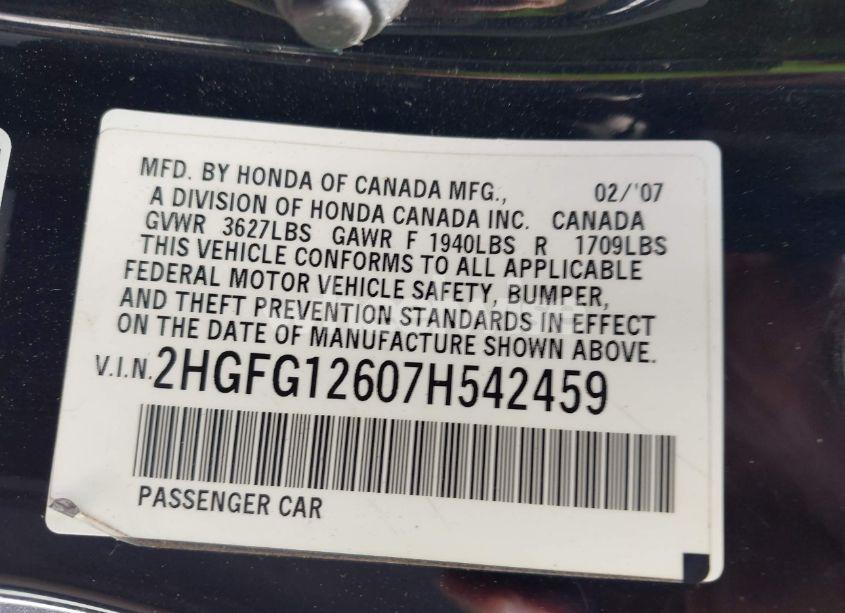 MFD. BY HONDA OF CANADA MFG., 02/'07
A DIVISION OF HONDA CANADA INC. CANADA
GVWR 3627LBS GAWR F 1940LBS R 1709LBS
THIS VEHICLE CONFORMS TO ALL APPLICABLE
FEDERAL MOTOR VEHICLE SAFETY, BUMPER,
AND THEFT PREVENTION STANDARDS IN EFFECT
ON THE DATE OF MANUFACTURE SHOWN ABOVE.
V.I.N. 2HGFG12607H542459
PASSENGER CAR